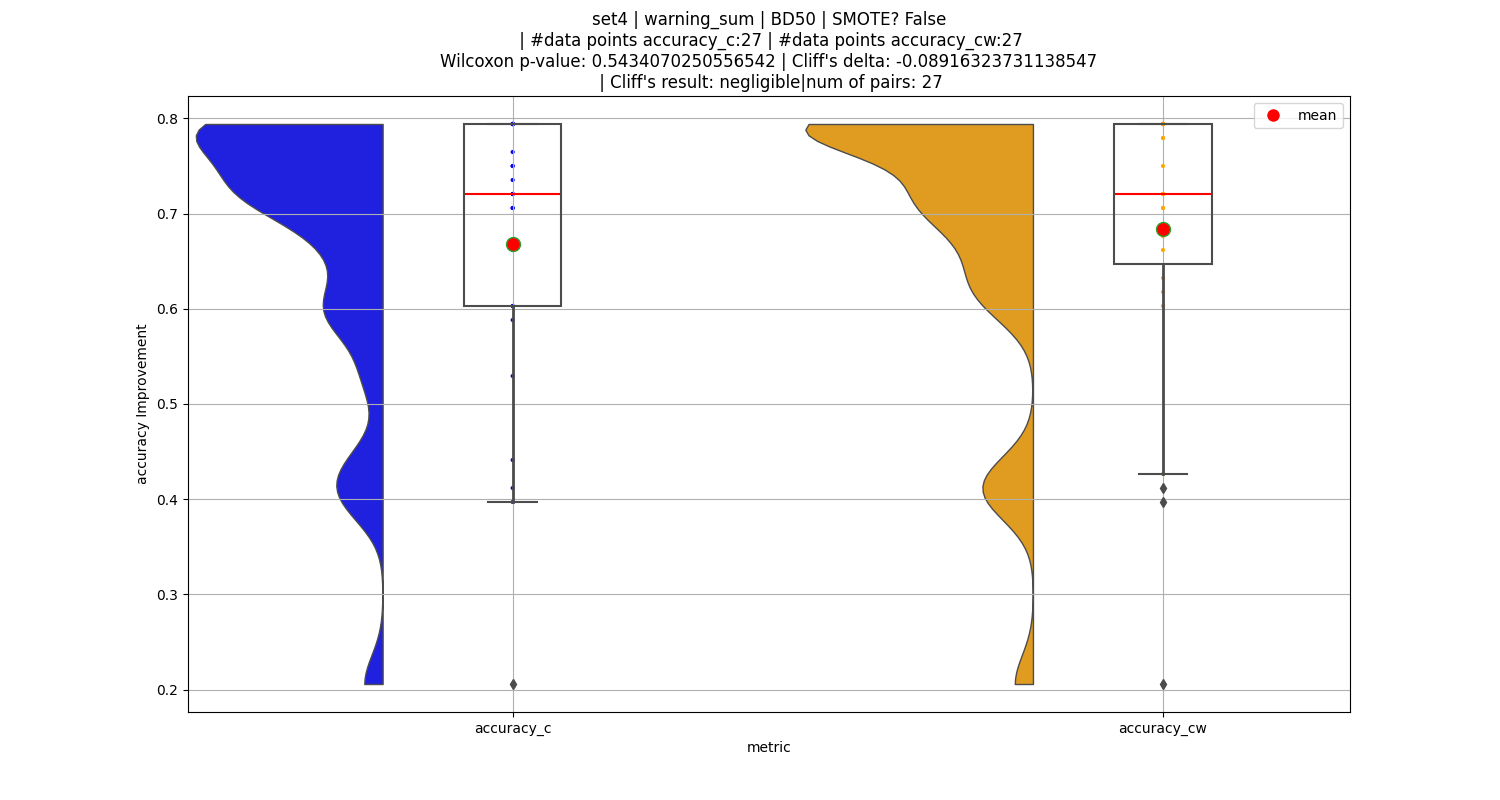 set4 | warning_sum | BD50 | SMOTE? False
| #data points accuracy_c:27 | #data points accuracy_cw:27
Wilcoxon p-value: 0.5434070250556542 | Cliff's delta: -0.08916323731138547
| Cliff's result: negligible|num of pairs: 27
mean
0.8
0.7
0.6
0.5
0.4
0.3
0.2
accuracy Improvement
accuracy_c
accuracy_cw
metric